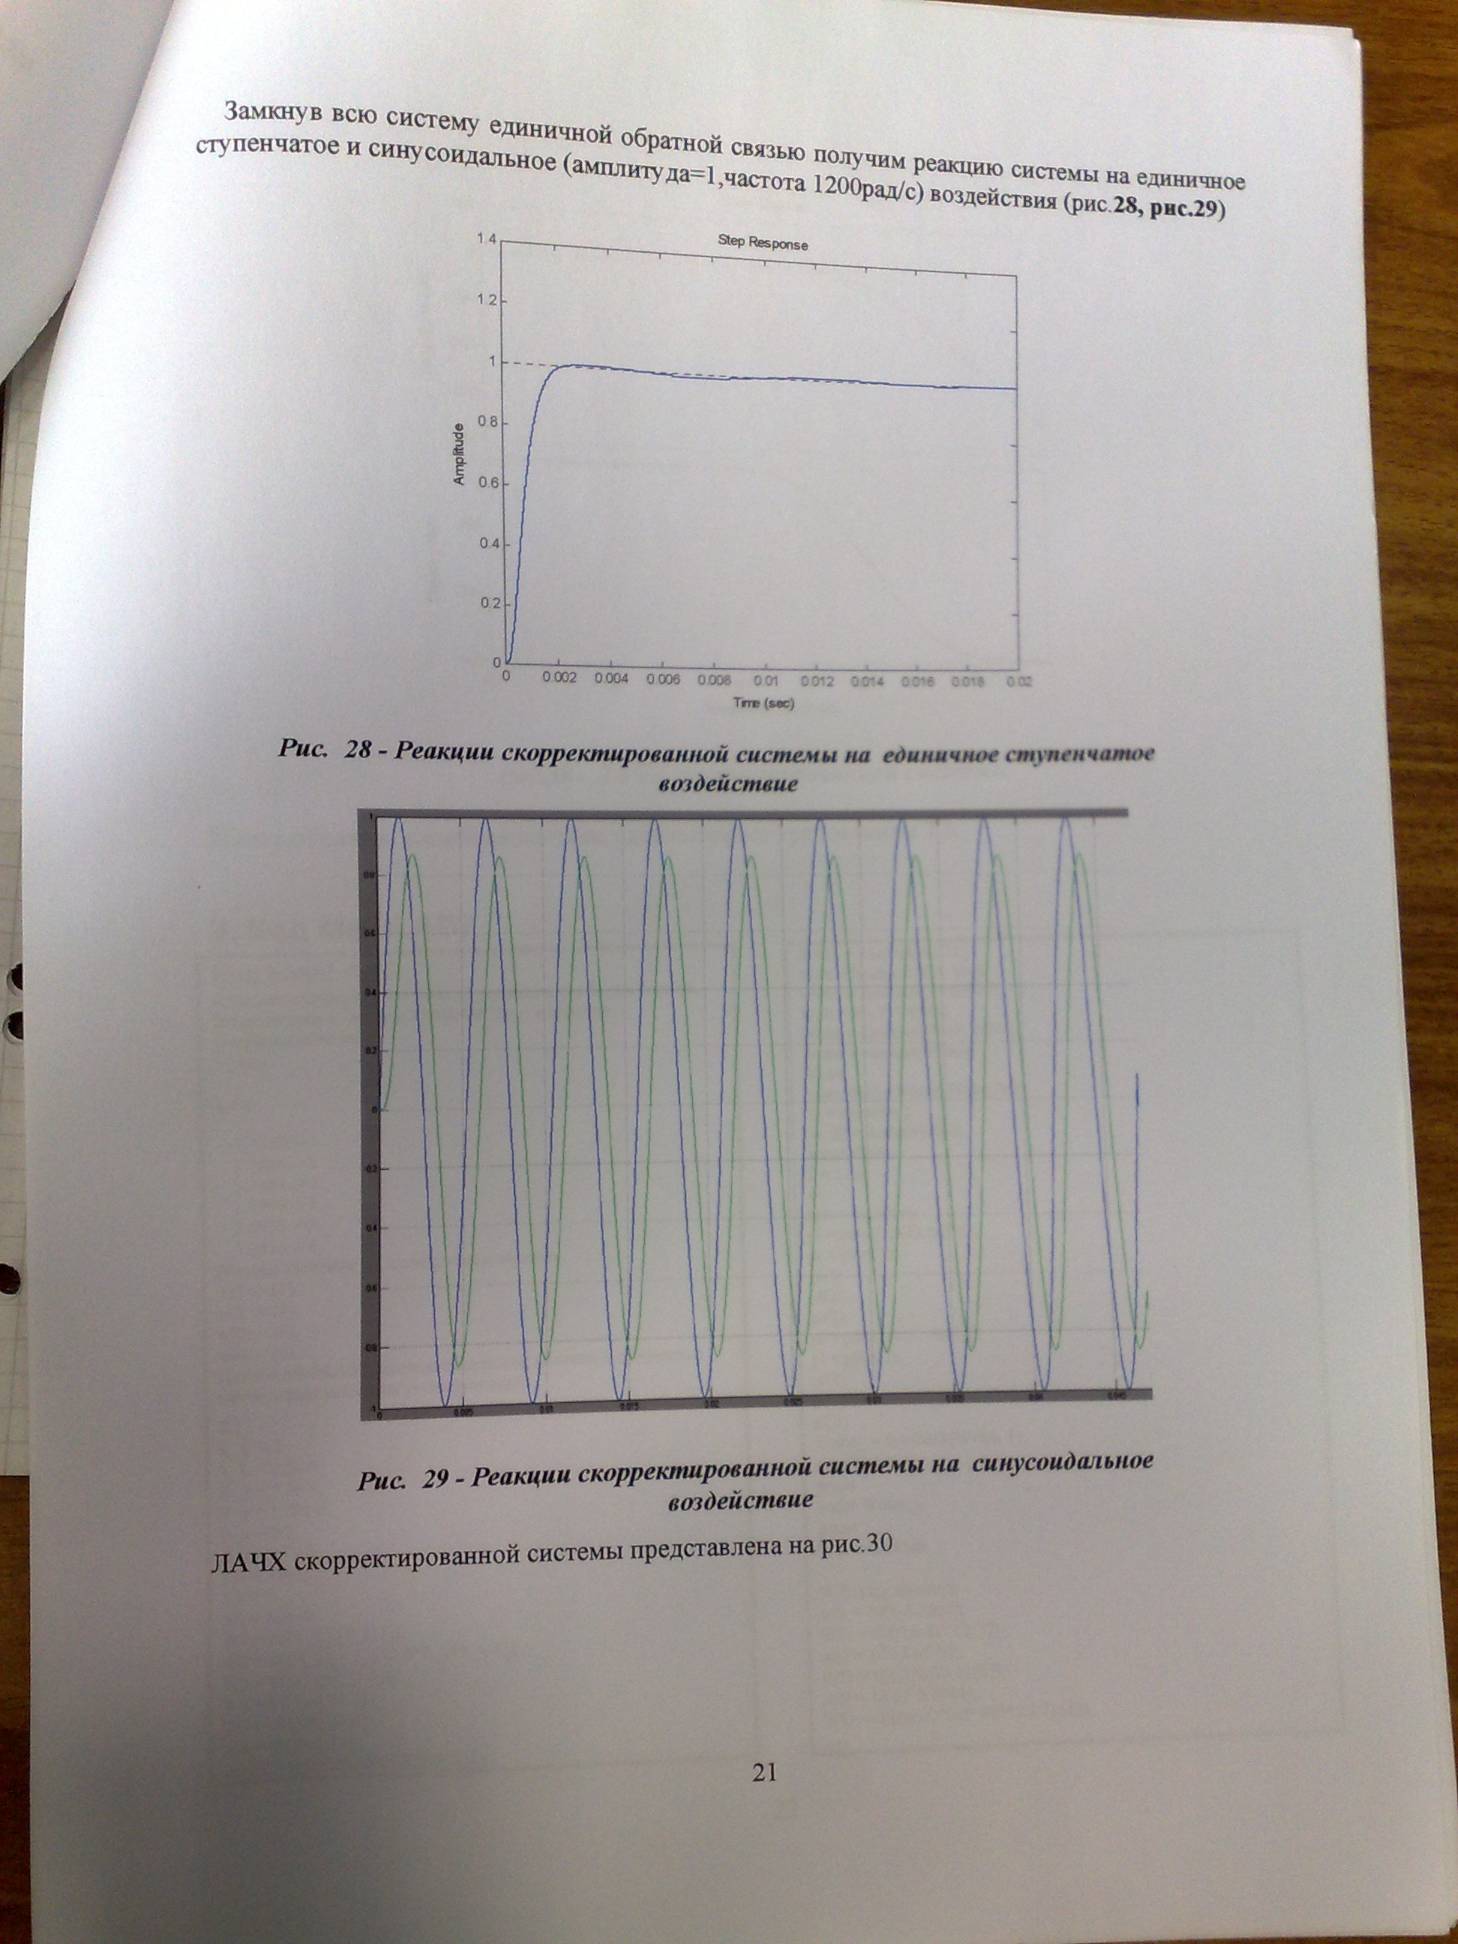 Замкнув всю систему единичной обратной связью получим реакцию системы на единичное
ступенчатое и синусоидальное (амплитуда=1,частота 1200рад/с) воздействия (рис.28, рис.29)
Step Response
1.4
1.2
1
0.8
0.6
0.4
0.2
0
Amplitude
0 0.002 0.004 0.006 0.008 0.01 0.012 0.014 0.016 0.018 0.02
Time (sec)
Рис. 28 - Реакции скорректированной системы на единичное ступенчатое
воздействие
Рис. 29 - Реакции скорректированной системы на синусоидальное
воздействие
ЛАЧХ скорректированной системы представлена на рис.30
21